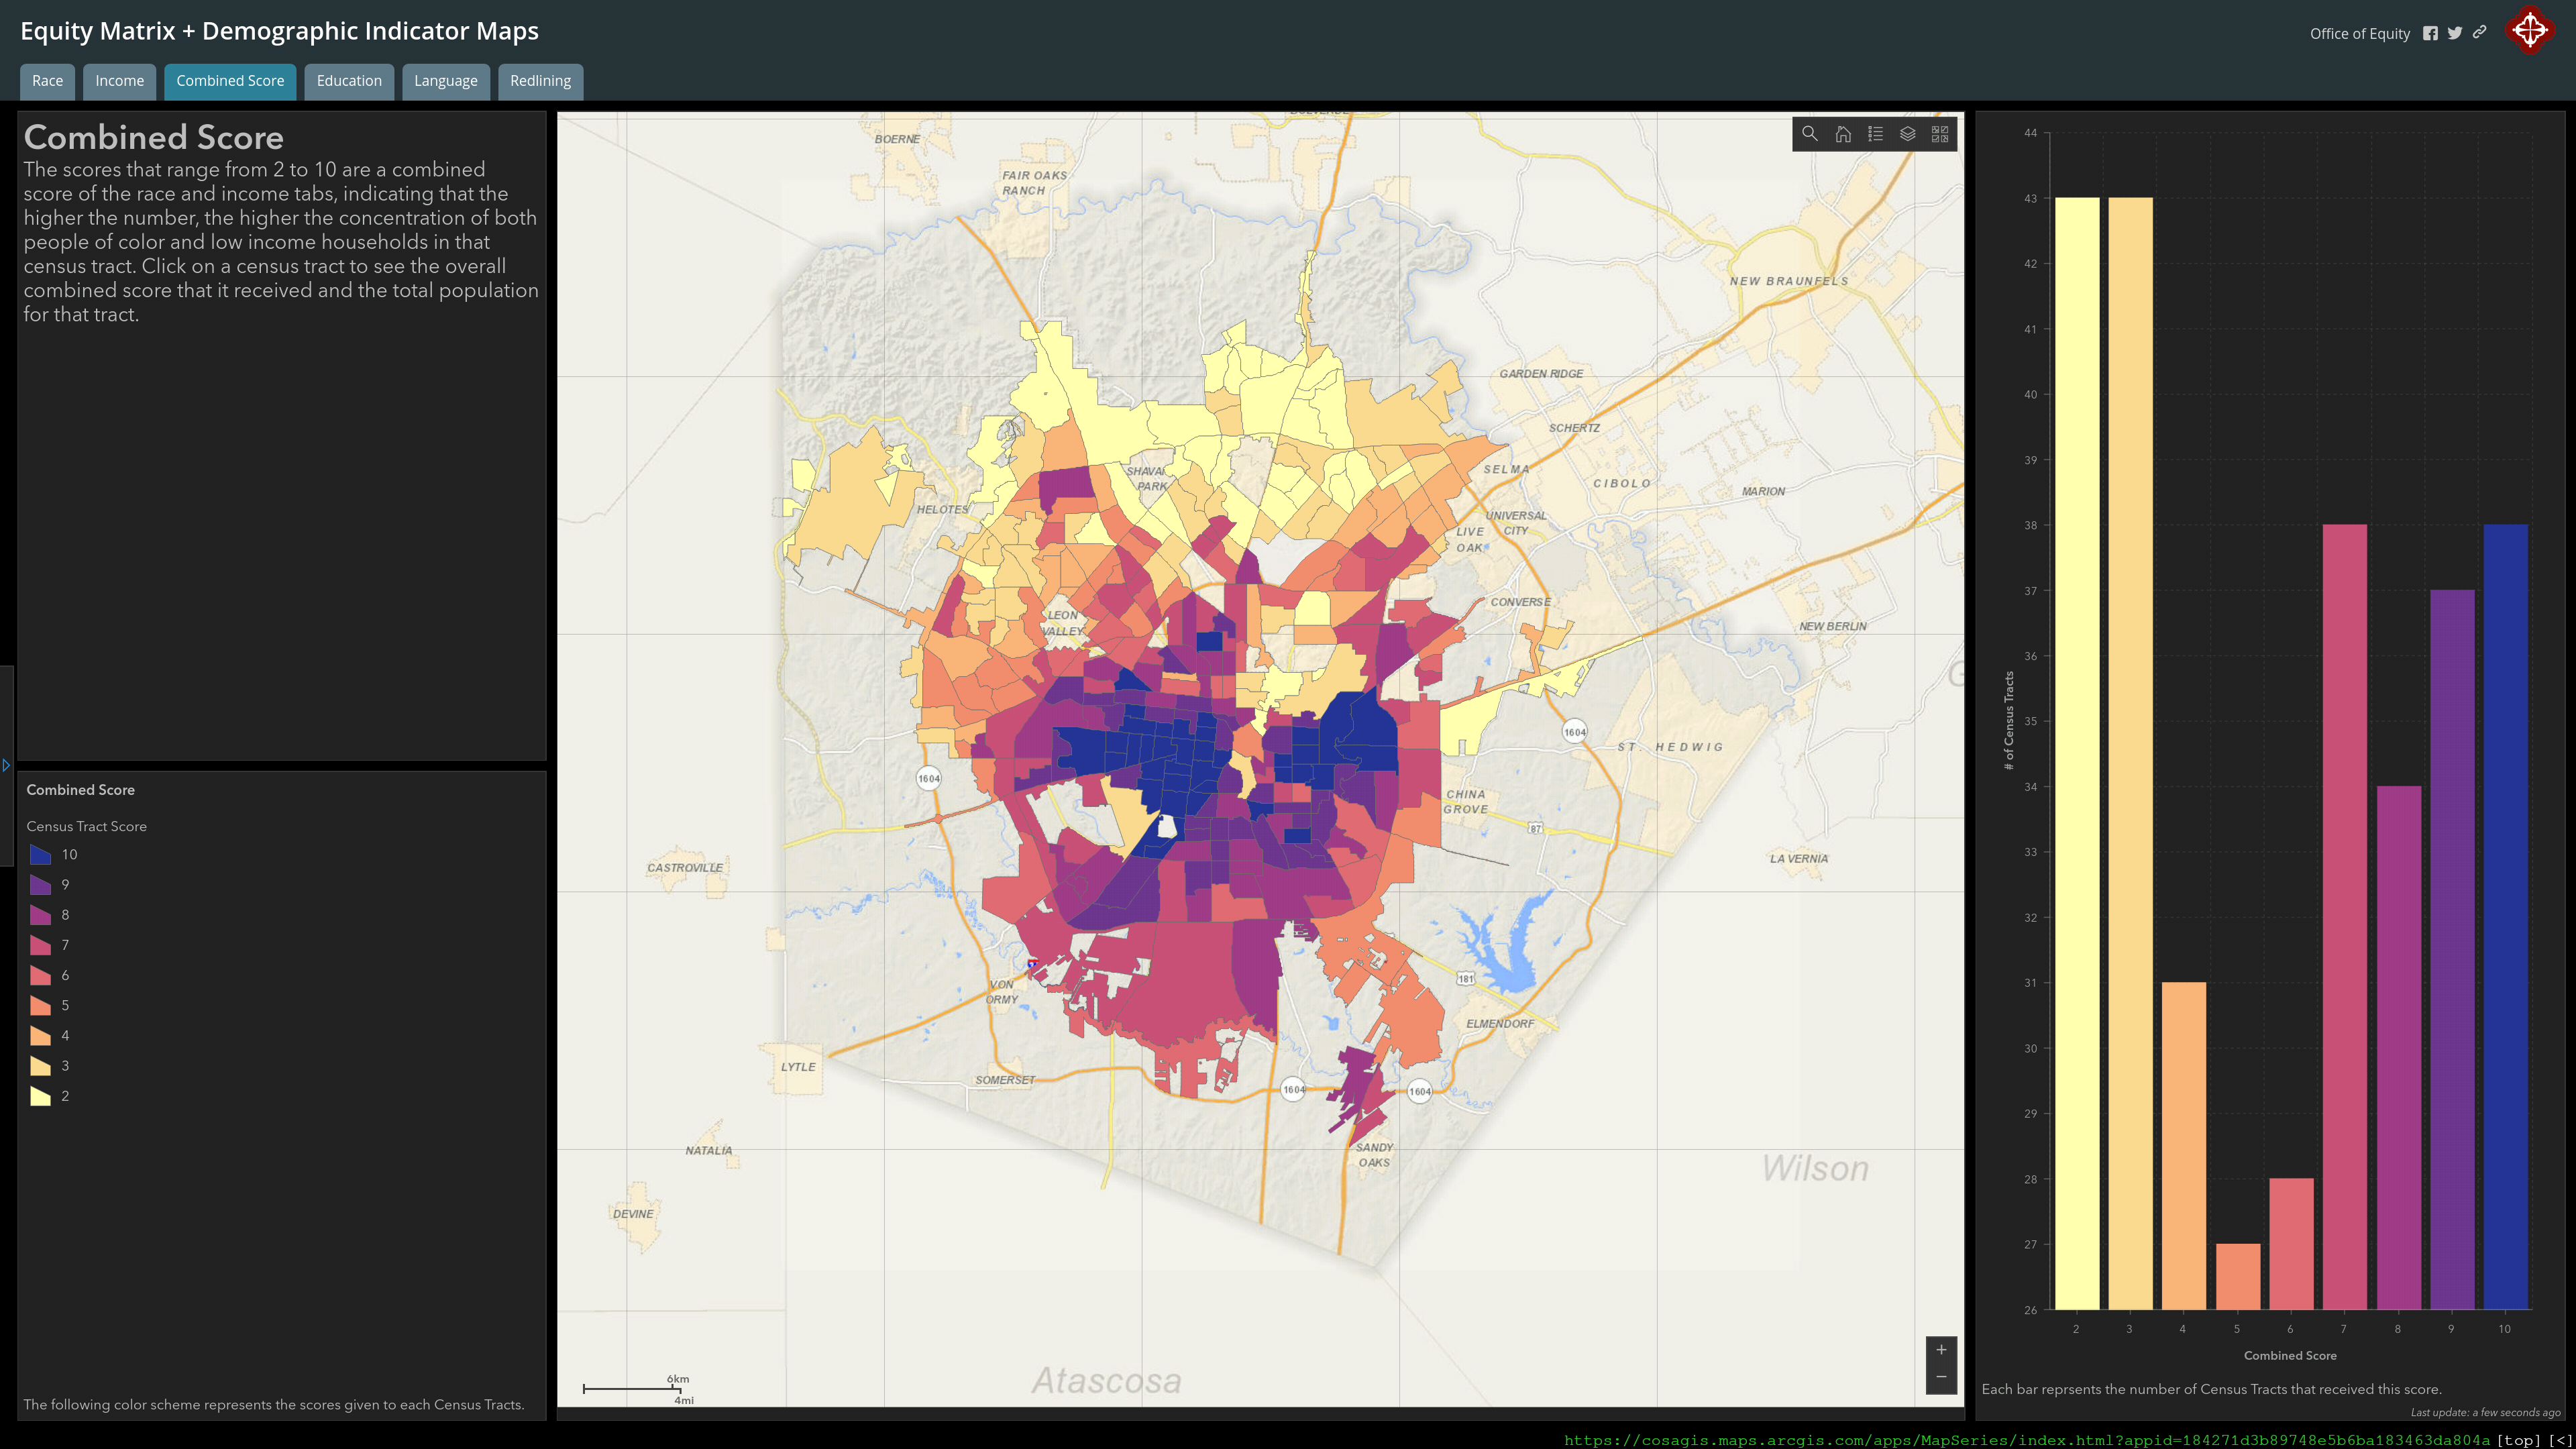 Equity Matrix + Demographic Indicator Maps
Office of Equity
Race
Income
Combined Score
Education
Language
Redlining
Combined Score
The scores that range from 2 to 10 are a combined
score of the race and income tabs, indicating that the
higher the number, the higher the concentration of both
people of color and low income households in that
census tract. Click on a census tract to see the overall
combined score that it received and the total population
for that tract.
Combined Score
Census Tract Score
10
9
8
7
6
5
4
3
2
The following color scheme represents the scores given to each Census Tracts.
BOERNE
FAIR OAKS
RANCH
NEW BRAUNFELS
GARDEN RIDGE
SCHERTZ
SHAVA
PARK
SELMA
CIBOLO
MARION
HELOTES
UNIVERSAL
CITY
LIVE
OAK
CONVERSE
LEON
VALLEY
NEW BERLIN
1604
ST. HEDWIG
1604
CHINA
GROVE
87
LA VERNIA
CASTROVILLE
181
VON
ORMY
ELMENDORF
LYTLE
SOMERSET
1604
1604
NATALIA
SANDY
OAKS
Wilson
DEVINE
Atascosa
6km
4mi
+
−
44
43
42
41
40
39
38
37
36
35
34
33
32
31
30
29
28
27
26
# of Census Tracts
2
3
4
5
6
7
8
9
10
Combined Score
Each bar reprsents the number of Census Tracts that received this score.
Last update: a few seconds ago
https://cosagis.maps.arcgis.com/apps/MapSeries/index.html?appid=184271d3b89748e5b6ba183463da804a [top] [<